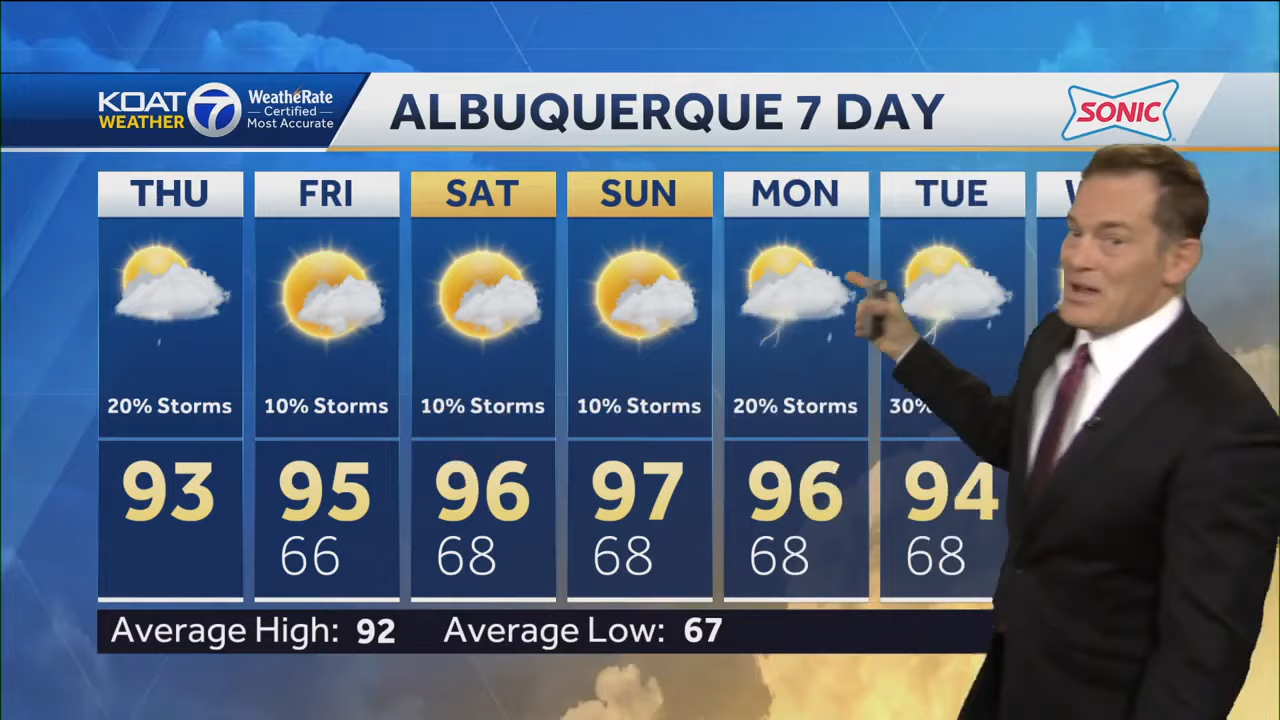 KOAT WEATHER 7
WeatheRate
Certified
Most Accurate
ALBUQUERQUE 7 DAY
SONIC
THU FRI SAT SUN MON TUE
20% Storms 10% Storms 10% Storms 10% Storms 20% Storms 30%
93 95 96 97 96 94
66 68 68 68 68
Average High: 92 Average Low: 67